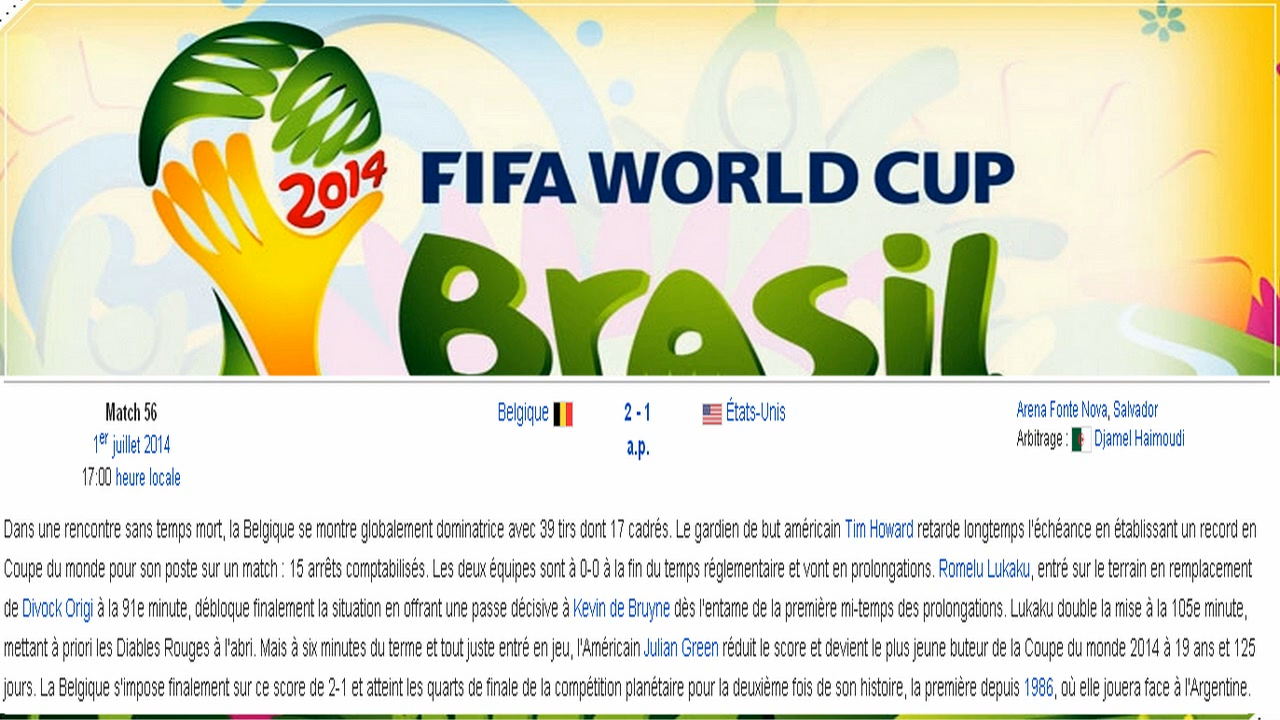 2014
FIFA WORLD CUP
Brasil
Match 56
1er juillet 2014
17:00 heure locale
Belgique 2 - 1 États-Unis
a.p.
Arena Fonte Nova, Salvador
Arbitrage : Djamel Haimoudi
Dans une rencontre sans temps mort, la Belgique se montre globalement dominatrice avec 39 tirs dont 17 cadrés. Le gardien de but américain Tim Howard retarde longtemps l'échéance en établissant un record en
Coupe du monde pour son poste sur un match : 15 arrêts comptabilisés. Les deux équipes sont à 0-0 à la fin du temps réglementaire et vont en prolongations. Romelu Lukaku, entré sur le terrain en remplacement
de Divock Origi à la 91e minute, débloque finalement la situation en offrant une passe décisive à Kevin de Bruyne dès l'entame de la première mi-temps des prolongations. Lukaku double la mise à la 105e minute,
mettant à priori les Diables Rouges à l'abri. Mais à six minutes du terme et tout juste entré en jeu, l'Américain Julian Green réduit le score et devient le plus jeune buteur de la Coupe du monde 2014 à 19 ans et 125
jours. La Belgique s'impose finalement sur ce score de 2-1 et atteint les quarts de finale de la compétition planétaire pour la deuxième fois de son histoire, la première depuis 1986, où elle jouera face à l'Argentine.